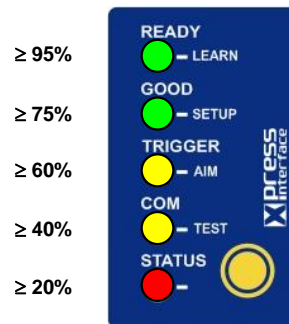 READY
≥ 95% LEARN
GOOD
≥ 75% SETUP
TRIGGER
≥ 60% AIM
COM
≥ 40% TEST
STATUS
≥ 20%
Xpress
interface